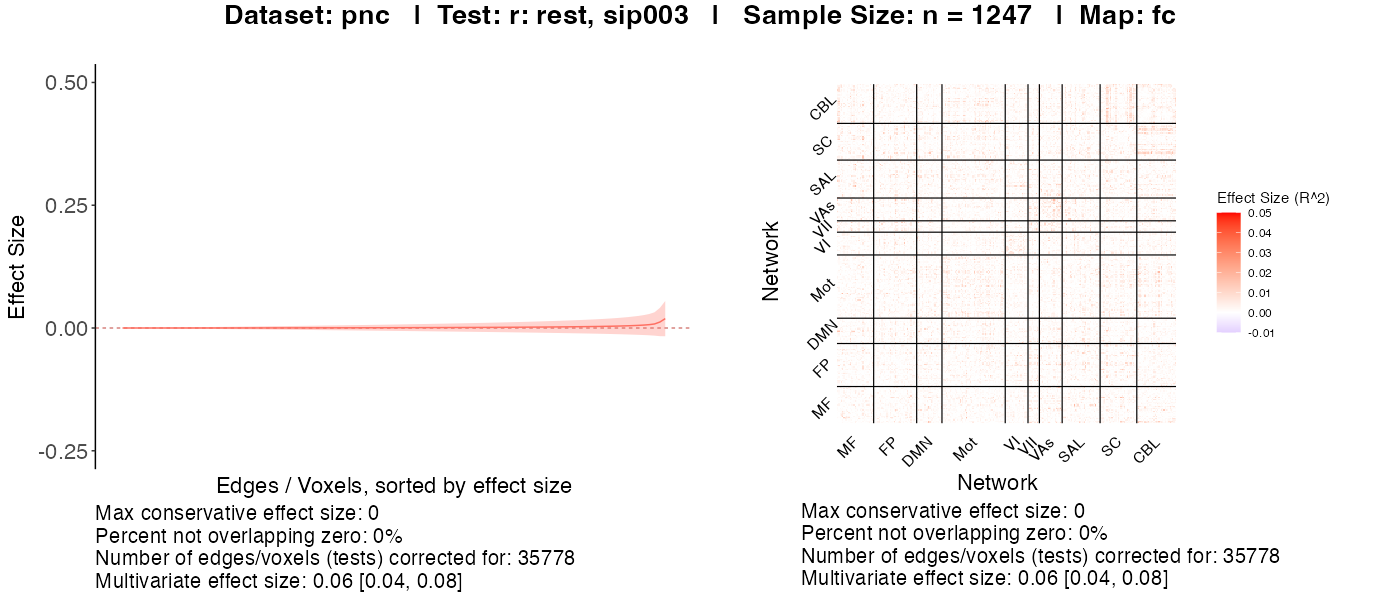 Dataset: pnc | Test: r: rest, sip003 | Sample Size: n = 1247 | Map: fc
0.50
0.25
0.00
-0.25
Effect Size
Edges / Voxels, sorted by effect size
Max conservative effect size: 0
Percent not overlapping zero: 0%
Number of edges/voxels (tests) corrected for: 35778
Multivariate effect size: 0.06 [0.04, 0.08]
Network
CBL
SC
SAL
VAs
VII
VI
Mot
DMN
FP
MF
MF FP DMN Mot VI VII VAs SAL SC CBL
Network
Max conservative effect size: 0
Percent not overlapping zero: 0%
Number of edges/voxels (tests) corrected for: 35778
Multivariate effect size: 0.06 [0.04, 0.08]
Effect Size (R^2)
0.05
0.04
0.03
0.02
0.01
0.00
-0.01